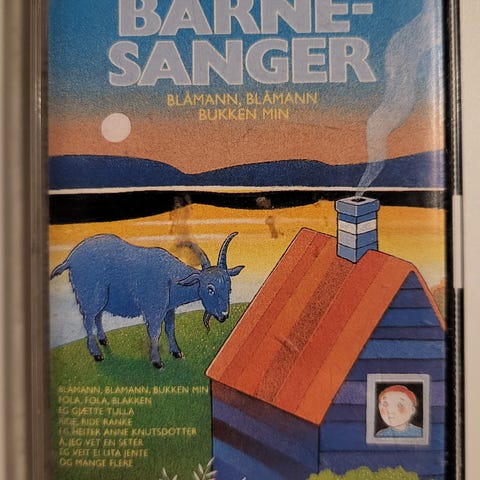 BARNE-
SANGER
BLÅMANN, BLÅMANN
BUKKEN MIN
BLÅMANN, BLÅMANN, BUKKEN MIN
FOLA, FOLA, BLAKKEN
EG GJÆTTE TULLA
RIDE, RIDE RANKE
EG HEITER ANNE KNUTSDOTTER
Å, JEG VET EN SETER
EG VEIT EI LITA JENTE
OG MANGE FLERE